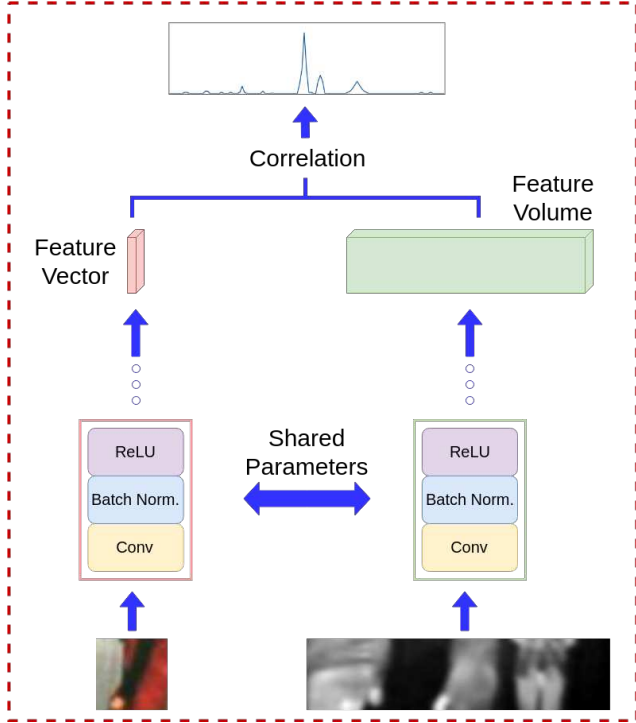 Correlation
Feature
Volume
Feature
Vector
ReLU
Batch Norm.
Conv
Shared
Parameters
ReLU
Batch Norm.
Conv